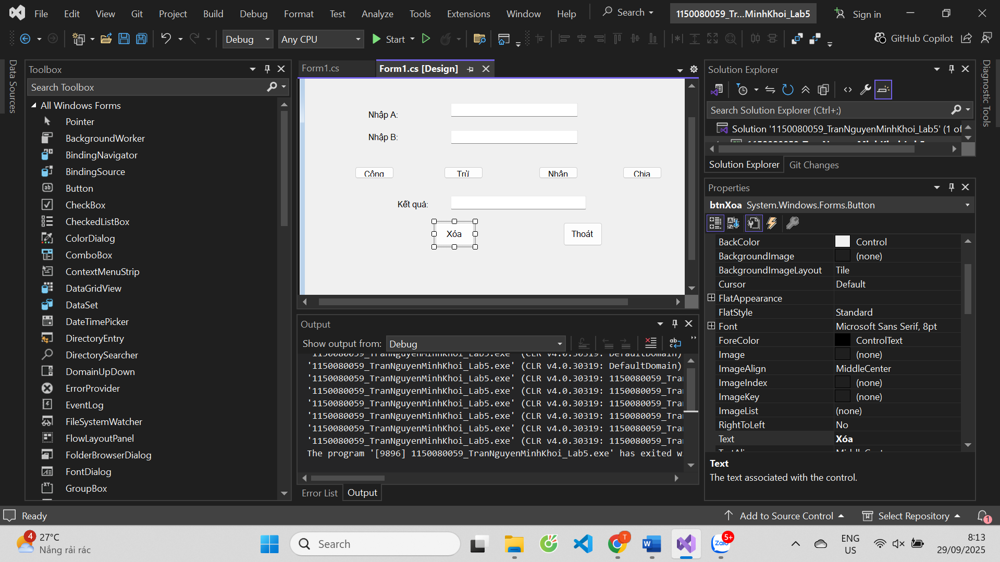 File Edit View Git Project Build Debug Format Test Analyze Tools Extensions Window Help Search 1150080059_Tr...MinhKhoi_Lab5 Sign in
Debug Any CPU Start GitHub Copilot
Data Sources
Toolbox
Search Toolbox
All Windows Forms
Pointer
BackgroundWorker
BindingNavigator
BindingSource
Button
CheckBox
CheckedListBox
ColorDialog
ComboBox
ContextMenuStrip
DataGridView
DataSet
DateTimePicker
DirectoryEntry
DirectorySearcher
DomainUpDown
ErrorProvider
EventLog
FileSystemWatcher
FlowLayoutPanel
FolderBrowserDialog
FontDialog
GroupBox
Form1.cs Form1.cs [Design]
Nhập A:
Nhập B:
Cộng Trừ Nhân Chia
Kết quả:
Xóa Thoát
Output
Show output from: Debug
'1150080059_TranNguyenMinhKhoi_Lab5.exe' (CLR v4.0.30319: DefaultDomain)
'1150080059_TranNguyenMinhKhoi_Lab5.exe' (CLR v4.0.30319: DefaultDomain)
'1150080059_TranNguyenMinhKhoi_Lab5.exe' (CLR v4.0.30319: 1150080059_Tra
'1150080059_TranNguyenMinhKhoi_Lab5.exe' (CLR v4.0.30319: 1150080059_Tra
'1150080059_TranNguyenMinhKhoi_Lab5.exe' (CLR v4.0.30319: 1150080059_Tra
'1150080059_TranNguyenMinhKhoi_Lab5.exe' (CLR v4.0.30319: 1150080059_Tra
'1150080059_TranNguyenMinhKhoi_Lab5.exe' (CLR v4.0.30319: 1150080059_Tra
'1150080059_TranNguyenMinhKhoi_Lab5.exe' (CLR v4.0.30319: 1150080059_Tra
The program '[9896] 1150080059_TranNguyenMinhKhoi_Lab5.exe' has exited w
Error List Output
Solution Explorer
Search Solution Explorer (Ctrl+;)
Solution '1150080059_TranNguyenMinhKhoi_Lab5' (1 of
1150080059_TranNguyenMinhKhoi_Lab5
Solution Explorer Git Changes
Properties
btnXoa System.Windows.Forms.Button
BackColor Control
BackgroundImage (none)
BackgroundImageLayout Tile
Cursor Default
FlatAppearance
FlatStyle Standard
Font Microsoft Sans Serif, 8pt
ForeColor ControlText
Image (none)
ImageAlign MiddleCenter
ImageIndex (none)
ImageKey (none)
ImageList (none)
RightToLeft No
Text Xóa
TextAlign MiddleCenter
Text
The text associated with the control.
Diagnostic Tools
Ready Add to Source Control Select Repository 1
4 27°C
Nắng rải rác
Search
T
W
Zalo 5+
ENG
US
8:13
29/09/2025